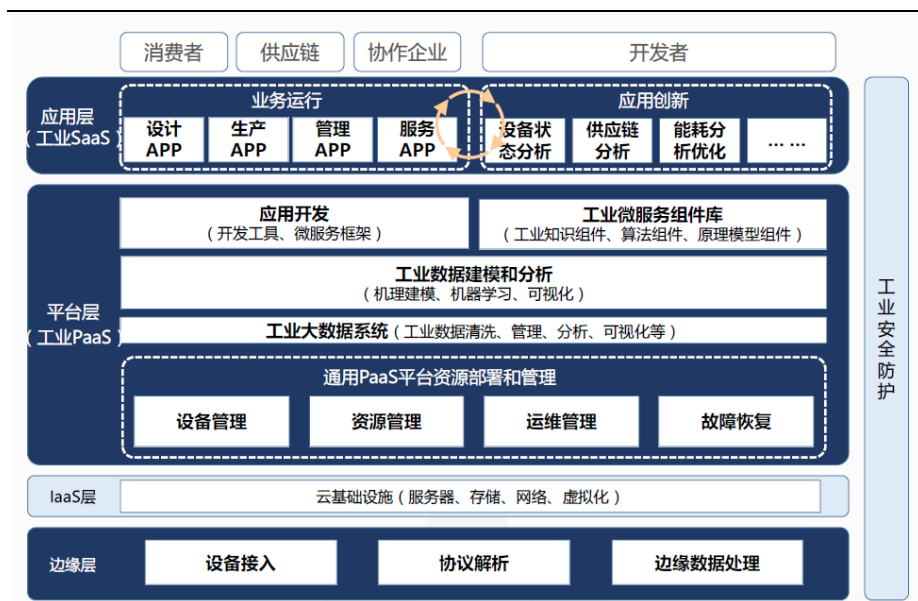 消费者
供应链
协作企业
开发者
应用层
（工业SaaS）
业务运行
设计
APP
生产
APP
管理
APP
服务
APP
应用创新
设备状
态分析
供应链
分析
能耗分
析优化
... ...
平台层
（工业PaaS）
应用开发
（开发工具、微服务框架）
工业微服务组件库
（工业知识组件、算法组件、原理模型组件）
工业数据建模和分析
（机理建模、机器学习、可视化）
工业大数据系统（工业数据清洗、管理、分析、可视化等）
通用PaaS平台资源部署和管理
设备管理
资源管理
运维管理
故障恢复
IaaS层
云基础设施（服务器、存储、网络、虚拟化）
边缘层
设备接入
协议解析
边缘数据处理
工业安全防护